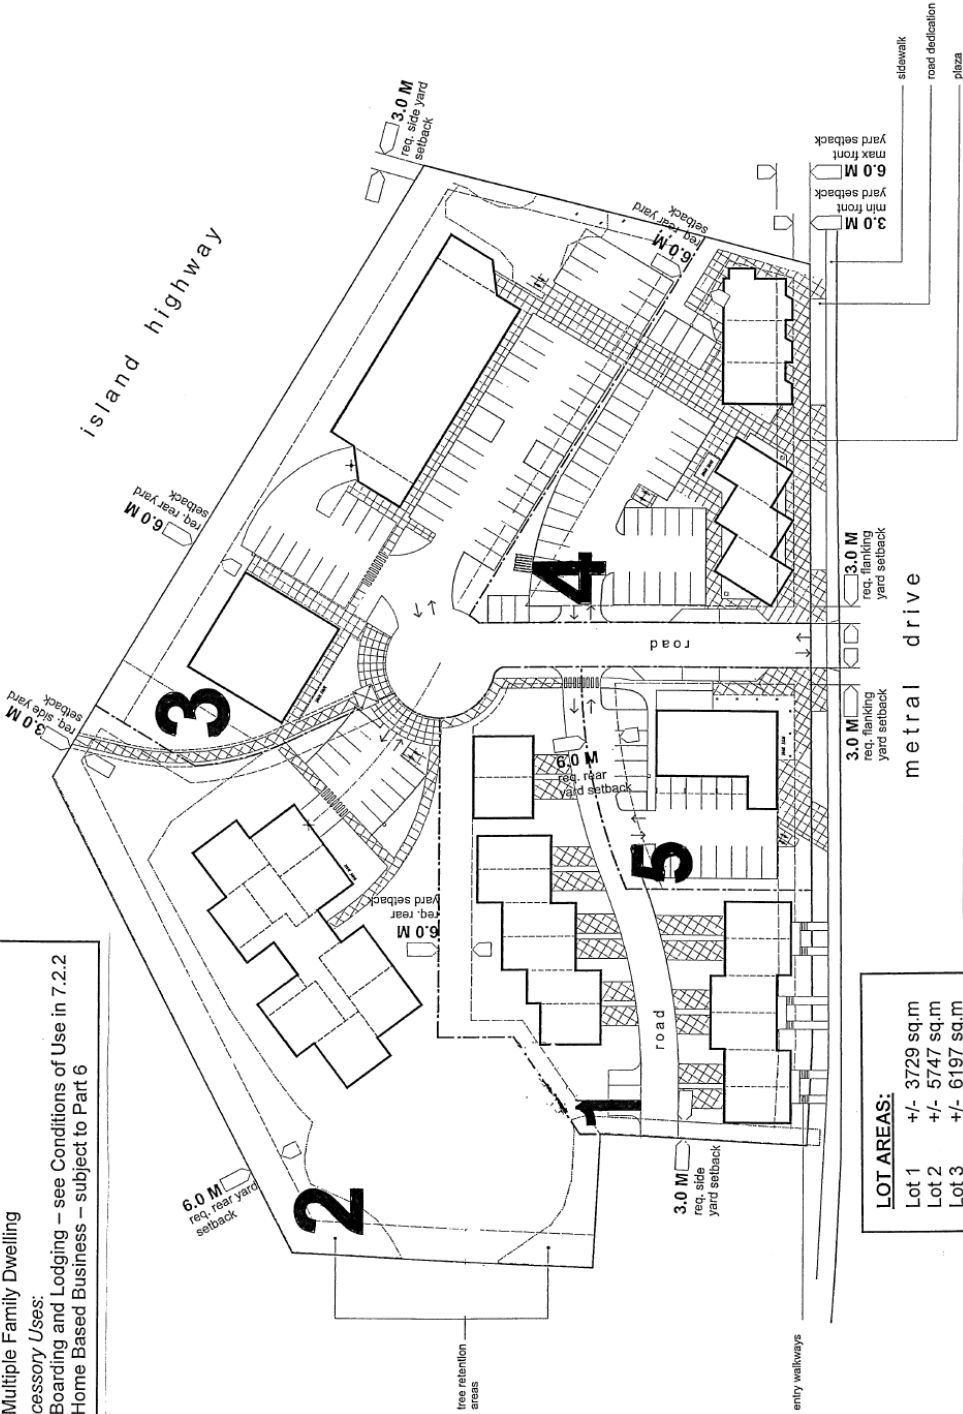 Multiple Family Dwelling
cessory Uses:
Boarding and Lodging – see Conditions of Use in 7.2.2
Home Based Business – subject to Part 6
island highway
3.0 M
req. side yard
setback
6.0 M
req. rear yard
setback
3.0 M
req. side yard
setback
6.0 M
req. rear yard
setback
6.0 M
req. rear yard
setback
3
2
4
5
1
road
road
6.0 M
req. rear
yard setback
6.0 M
req. rear
yard setback
3.0 M
req. side
yard setback
3.0 M
req. flanking
yard setback
3.0 M
req. flanking
yard setback
3.0 M
min front
yard setback
6.0 M
max front
yard setback
metral drive
sidewalk
road dedication
plaza
tree retention
areas
entry walkways
LOT AREAS:
Lot 1 +/- 3729 sq.m
Lot 2 +/- 5747 sq.m
Lot 3 +/- 6197 sq.m